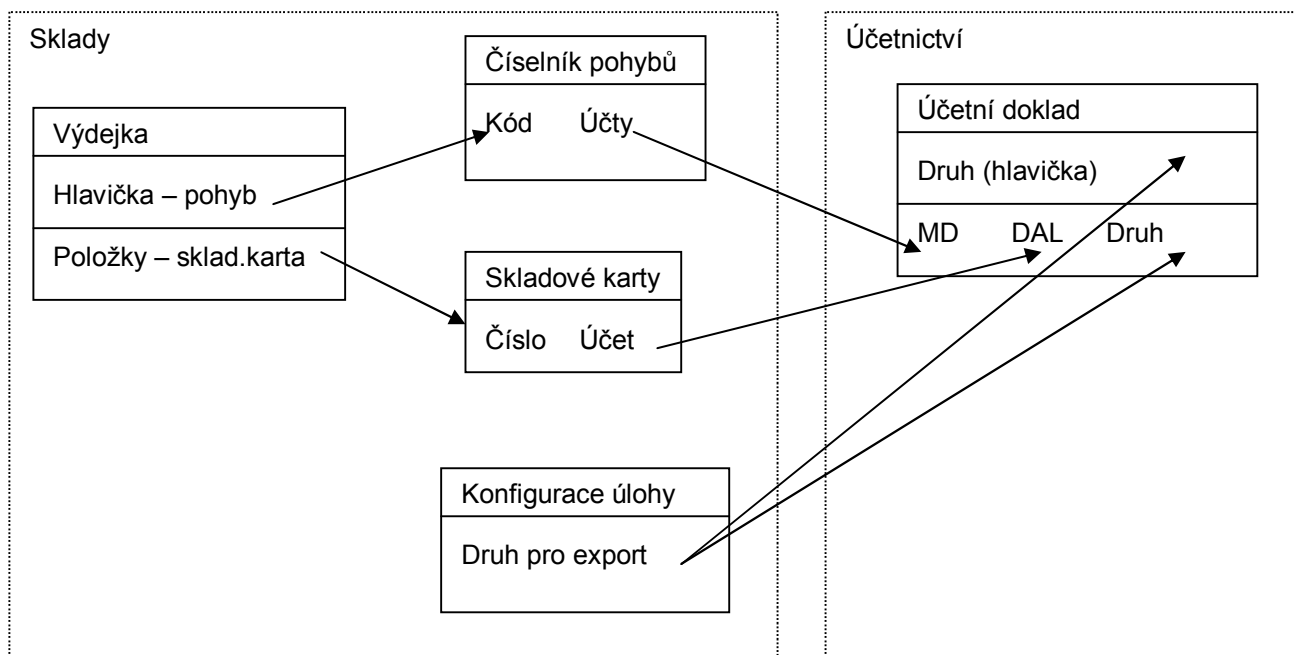 Sklady
Číselník pohybů
Kód Účty
Výdejka
Hlavička – pohyb
Položky – sklad.karta
Skladové karty
Číslo Účet
Konfigurace úlohy
Druh pro export
Účetnictví
Účetní doklad
Druh (hlavička)
MD DAL Druh